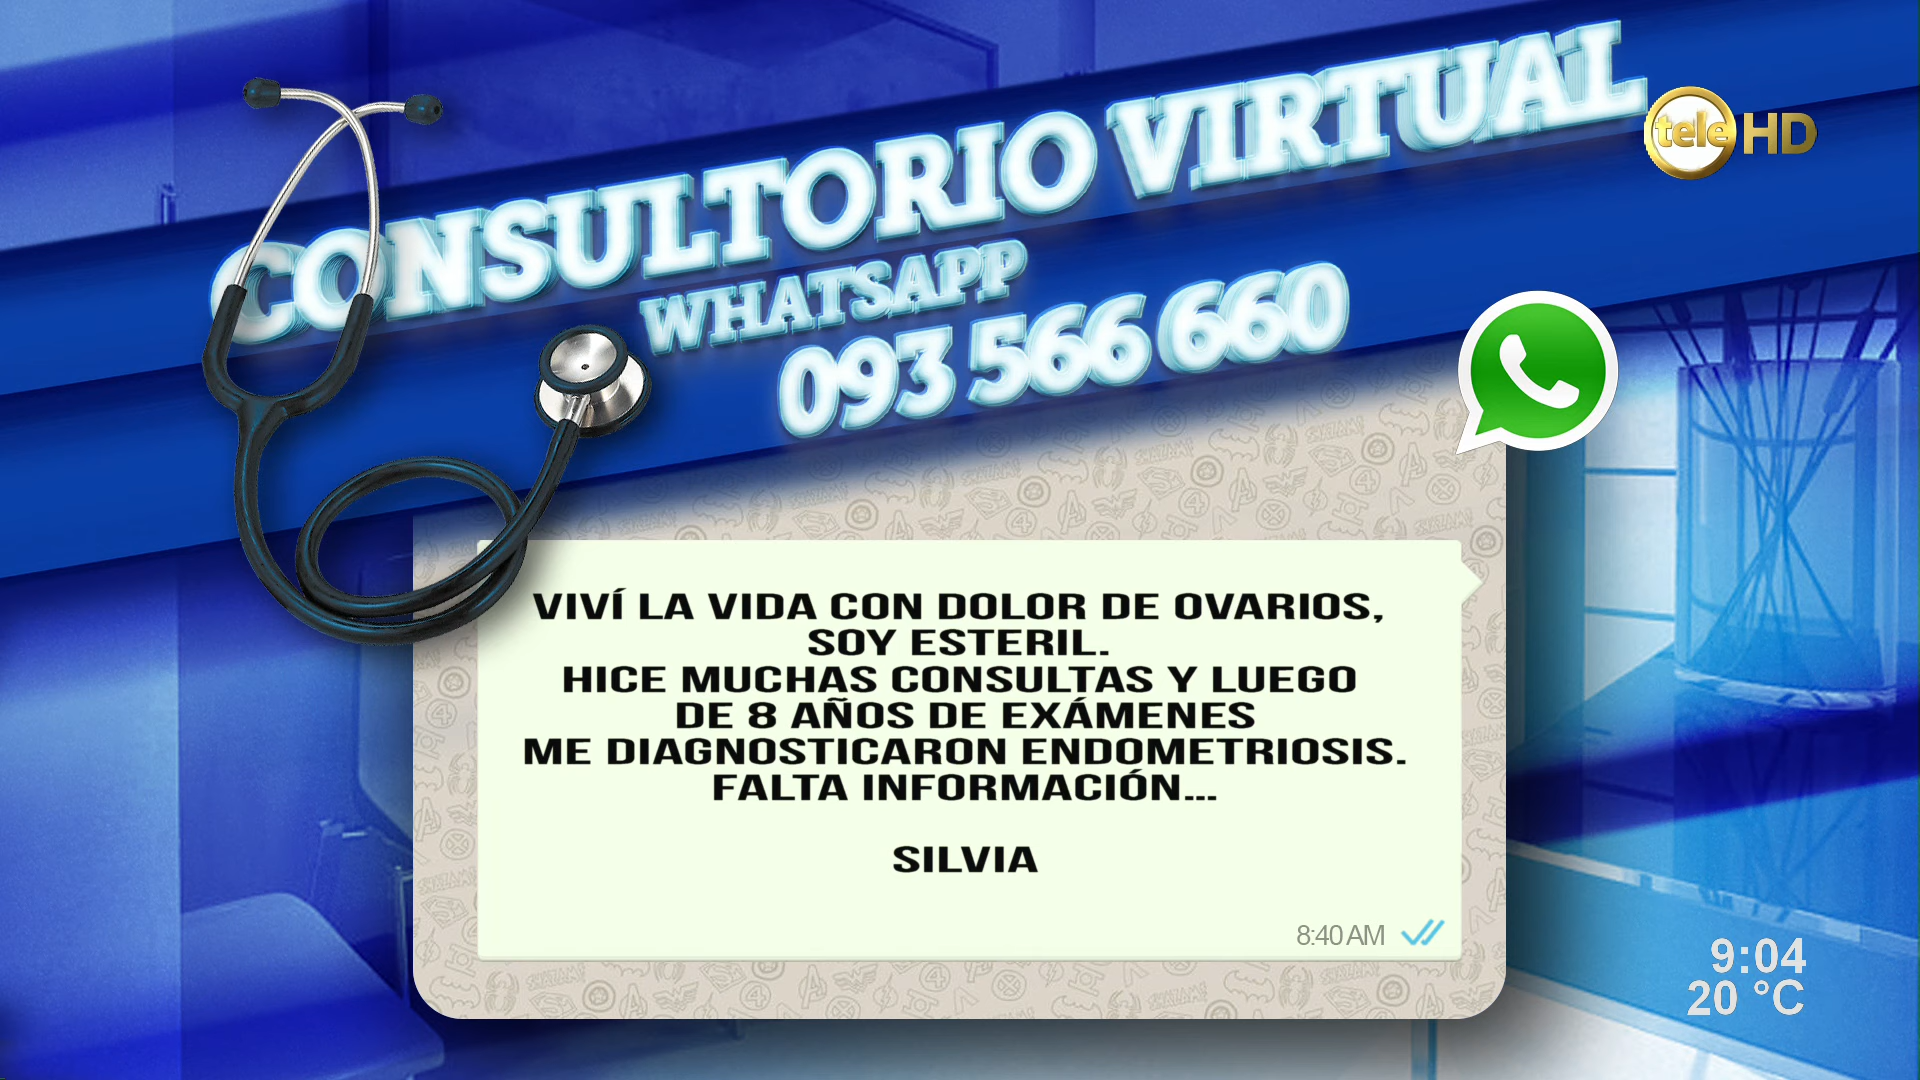 CONSULTORIO VIRTUAL
tele HD
WHATSAPP
093 566 660
VIVÍ LA VIDA CON DOLOR DE OVARIOS,
SOY ESTERIL.
HICE MUCHAS CONSULTAS Y LUEGO
DE 8 AÑOS DE EXÁMENES
ME DIAGNOSTICARON ENDOMETRIOSIS.
FALTA INFORMACIÓN...
SILVIA
8:40 AM
9:04
20 °C